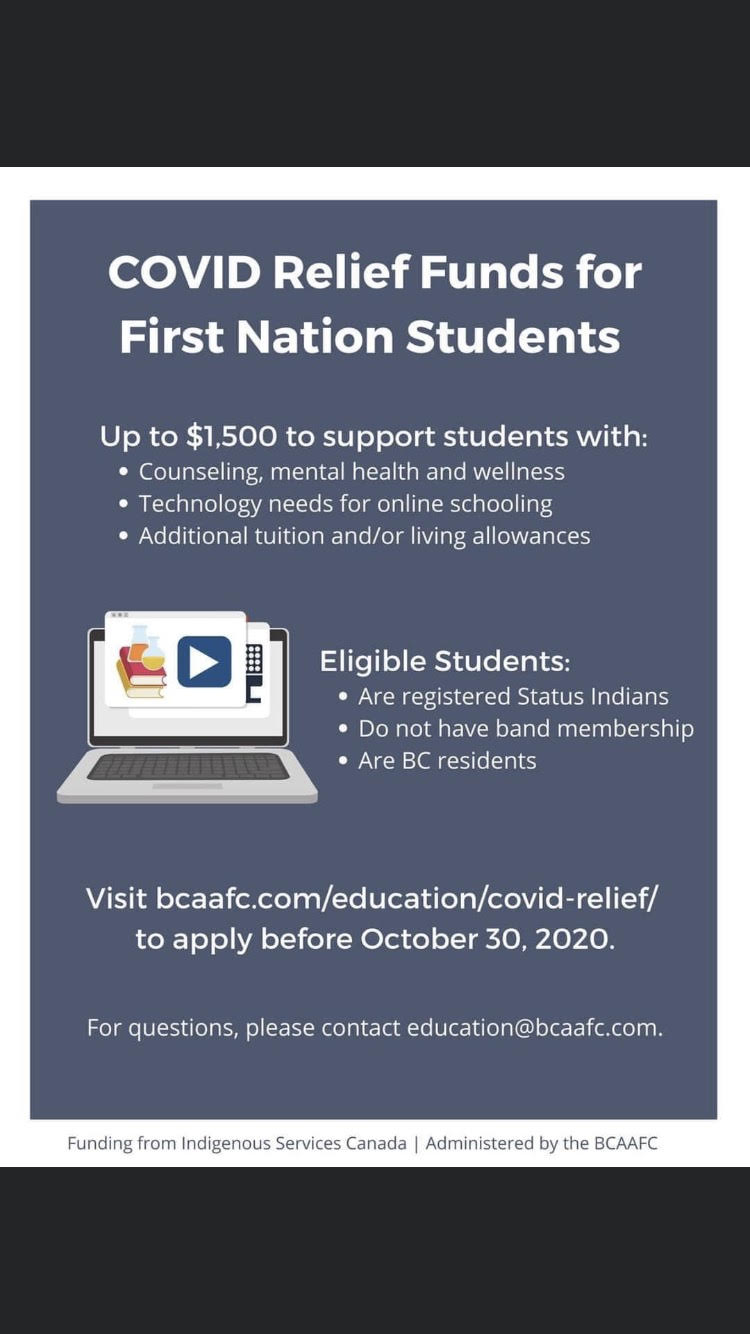 COVID Relief Funds for
First Nation Students
Up to $1,500 to support students with:
• Counseling, mental health and wellness
• Technology needs for online schooling
• Additional tuition and/or living allowances
Eligible Students:
• Are registered Status Indians
• Do not have band membership
• Are BC residents
Visit bcaafc.com/education/covid-relief/
to apply before October 30, 2020.
For questions, please contact education@bcaafc.com.
Funding from Indigenous Services Canada | Administered by the BCAAFC